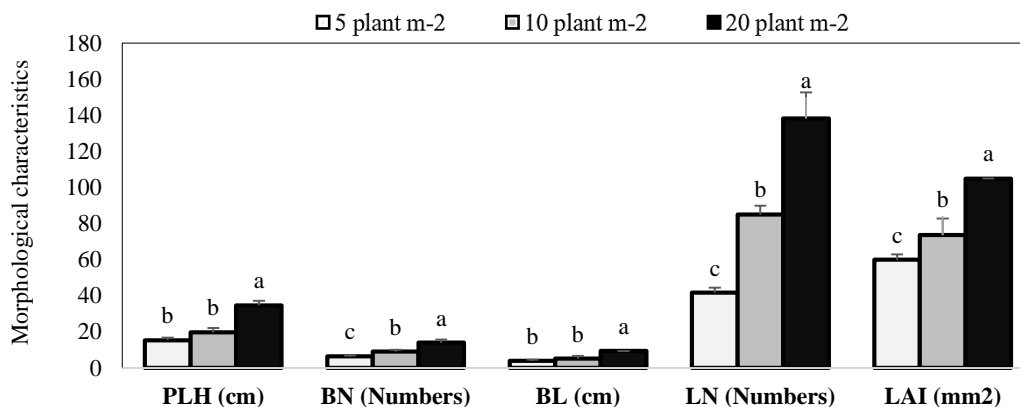 5 plant m-2 10 plant m-2 20 plant m-2
Morphological characteristics
180
160
140
120
100
80
60
40
20
0
b b a
c b a
b b a
c b a
c b a
PLH (cm) BN (Numbers) BL (cm) LN (Numbers) LAI (mm2)